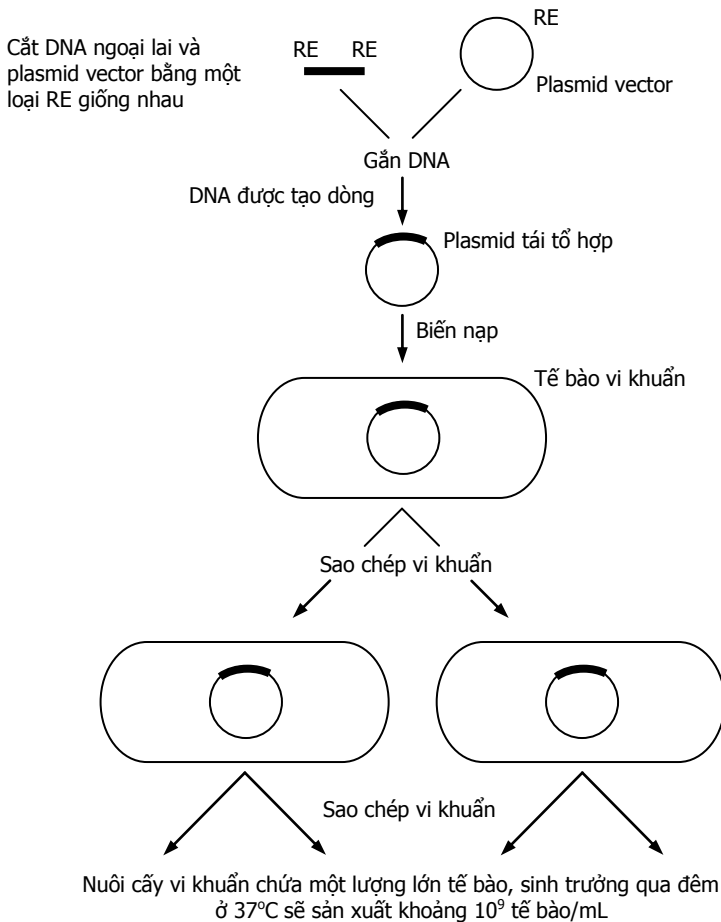 Cắt DNA ngoại lai và
plasmid vector bằng một
loại RE giống nhau
RE RE
RE
Plasmid vector
Gắn DNA
DNA được tạo dòng
Plasmid tái tổ hợp
Biến nạp
Tế bào vi khuẩn
Sao chép vi khuẩn
Sao chép vi khuẩn
Nuôi cấy vi khuẩn chứa một lượng lớn tế bào, sinh trưởng qua đêm
ở 37°C sẽ sản xuất khoảng 10⁹ tế bào/mL